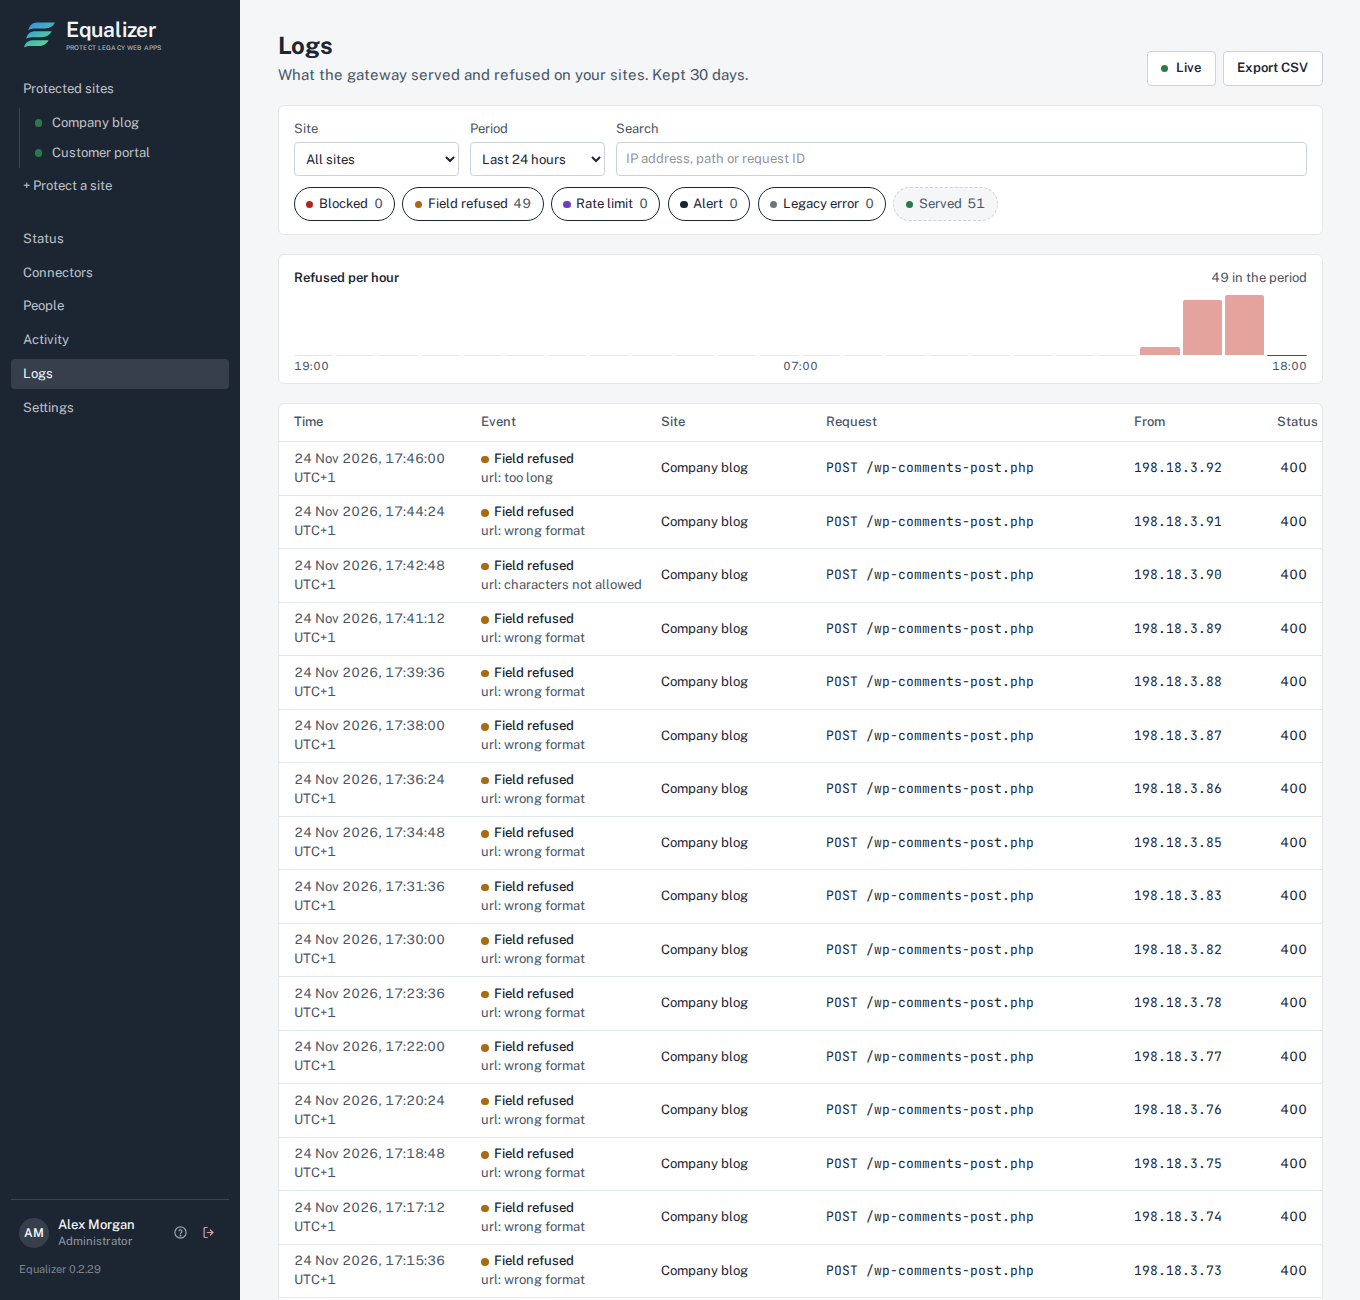 Equalizer
PROTECT LEGACY WEB APPS
Protected sites
Company blog
Customer portal
+ Protect a site
Status
Connectors
People
Activity
Logs
Settings
AM
Alex Morgan
Administrator
Equalizer 0.2.29
Logs
What the gateway served and refused on your sites. Kept 30 days.
Live
Export CSV
Site
Period
Search
All sites
Last 24 hours
IP address, path or request ID
Blocked 0
Field refused 49
Rate limit 0
Alert 0
Legacy error 0
Served 51
Refused per hour
49 in the period
19:00
07:00
18:00
Time Event Site Request From Status
24 Nov 2026, 17:46:00 UTC+1 Field refused url: too long Company blog POST /wp-comments-post.php 198.18.3.92 400
24 Nov 2026, 17:44:24 UTC+1 Field refused url: wrong format Company blog POST /wp-comments-post.php 198.18.3.91 400
24 Nov 2026, 17:42:48 UTC+1 Field refused url: characters not allowed Company blog POST /wp-comments-post.php 198.18.3.90 400
24 Nov 2026, 17:41:12 UTC+1 Field refused url: wrong format Company blog POST /wp-comments-post.php 198.18.3.89 400
24 Nov 2026, 17:39:36 UTC+1 Field refused url: wrong format Company blog POST /wp-comments-post.php 198.18.3.88 400
24 Nov 2026, 17:38:00 UTC+1 Field refused url: wrong format Company blog POST /wp-comments-post.php 198.18.3.87 400
24 Nov 2026, 17:36:24 UTC+1 Field refused url: wrong format Company blog POST /wp-comments-post.php 198.18.3.86 400
24 Nov 2026, 17:34:48 UTC+1 Field refused url: wrong format Company blog POST /wp-comments-post.php 198.18.3.85 400
24 Nov 2026, 17:31:36 UTC+1 Field refused url: wrong format Company blog POST /wp-comments-post.php 198.18.3.83 400
24 Nov 2026, 17:30:00 UTC+1 Field refused url: wrong format Company blog POST /wp-comments-post.php 198.18.3.82 400
24 Nov 2026, 17:23:36 UTC+1 Field refused url: wrong format Company blog POST /wp-comments-post.php 198.18.3.78 400
24 Nov 2026, 17:22:00 UTC+1 Field refused url: wrong format Company blog POST /wp-comments-post.php 198.18.3.77 400
24 Nov 2026, 17:20:24 UTC+1 Field refused url: wrong format Company blog POST /wp-comments-post.php 198.18.3.76 400
24 Nov 2026, 17:18:48 UTC+1 Field refused url: wrong format Company blog POST /wp-comments-post.php 198.18.3.75 400
24 Nov 2026, 17:17:12 UTC+1 Field refused url: wrong format Company blog POST /wp-comments-post.php 198.18.3.74 400
24 Nov 2026, 17:15:36 UTC+1 Field refused url: wrong format Company blog POST /wp-comments-post.php 198.18.3.73 400